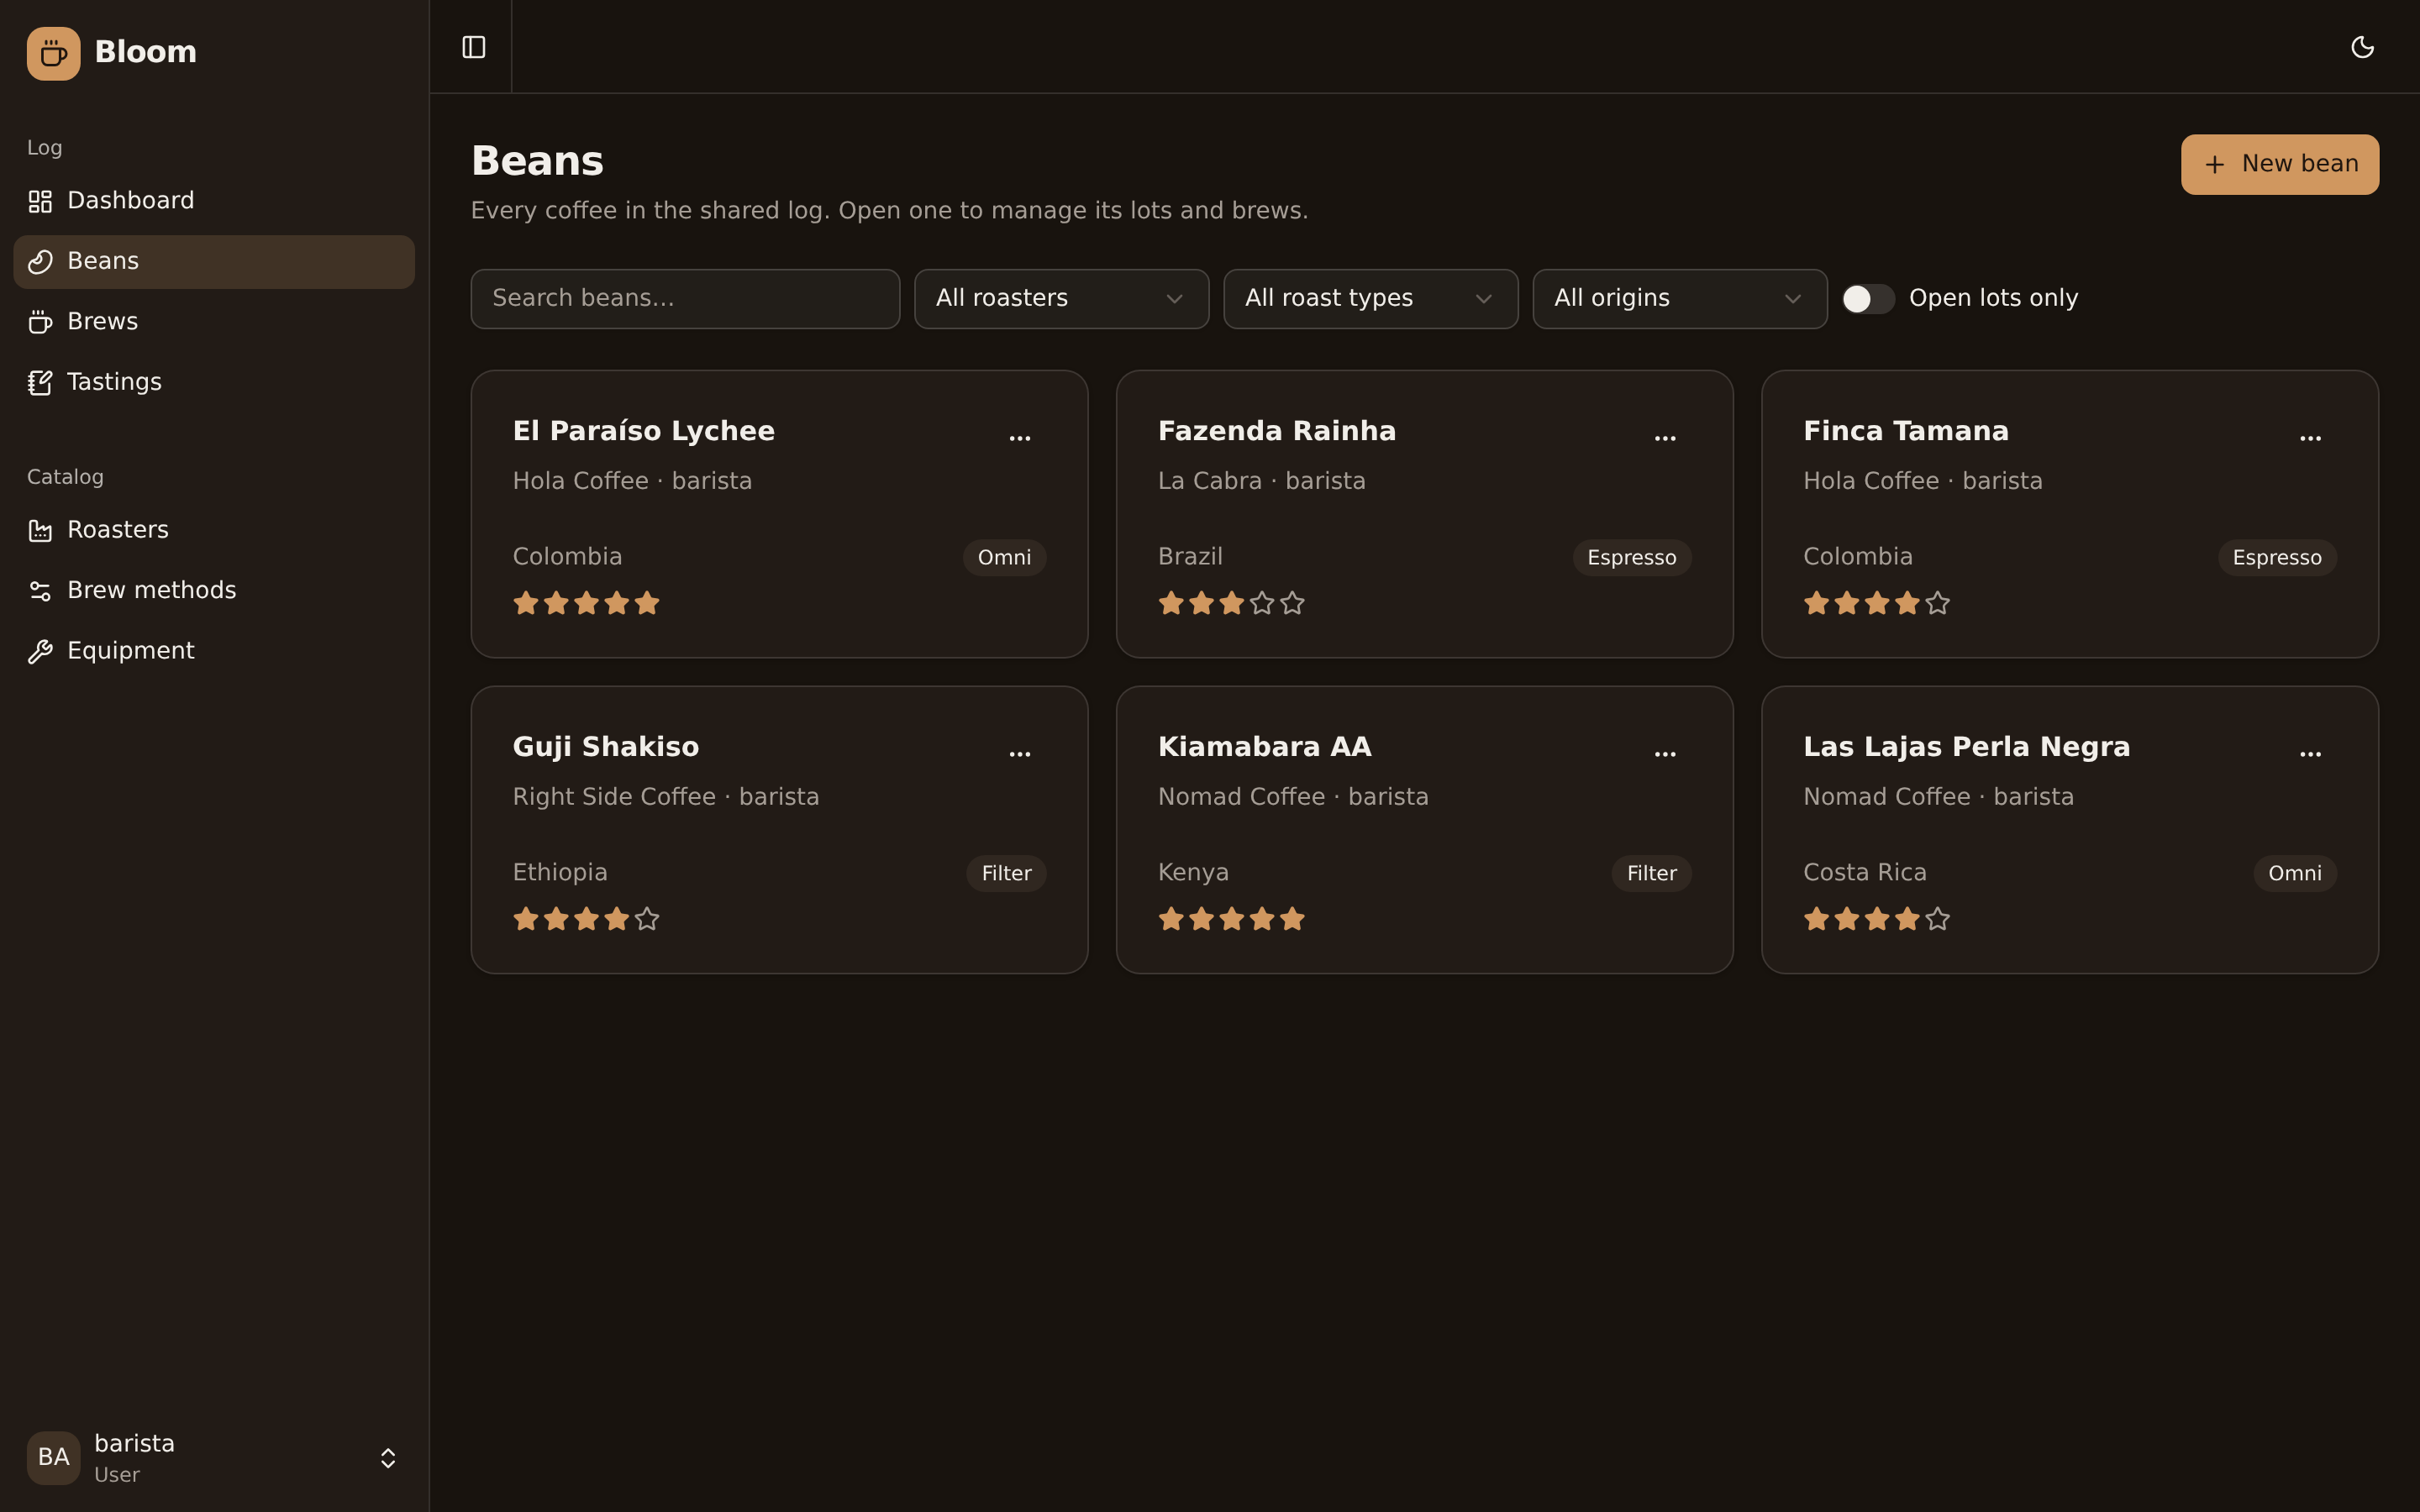 Bloom
Log
Dashboard
Beans
Brews
Tastings
Catalog
Roasters
Brew methods
Equipment
BA
barista
User
Beans
New bean
Every coffee in the shared log. Open one to manage its lots and brews.
Search beans...
All roasters
All roast types
All origins
Open lots only
El Paraíso Lychee
Hola Coffee · barista
Colombia
Omni
Fazenda Rainha
La Cabra · barista
Brazil
Espresso
Finca Tamana
Hola Coffee · barista
Colombia
Espresso
Guji Shakiso
Right Side Coffee · barista
Ethiopia
Filter
Kiamabara AA
Nomad Coffee · barista
Kenya
Filter
Las Lajas Perla Negra
Nomad Coffee · barista
Costa Rica
Omni